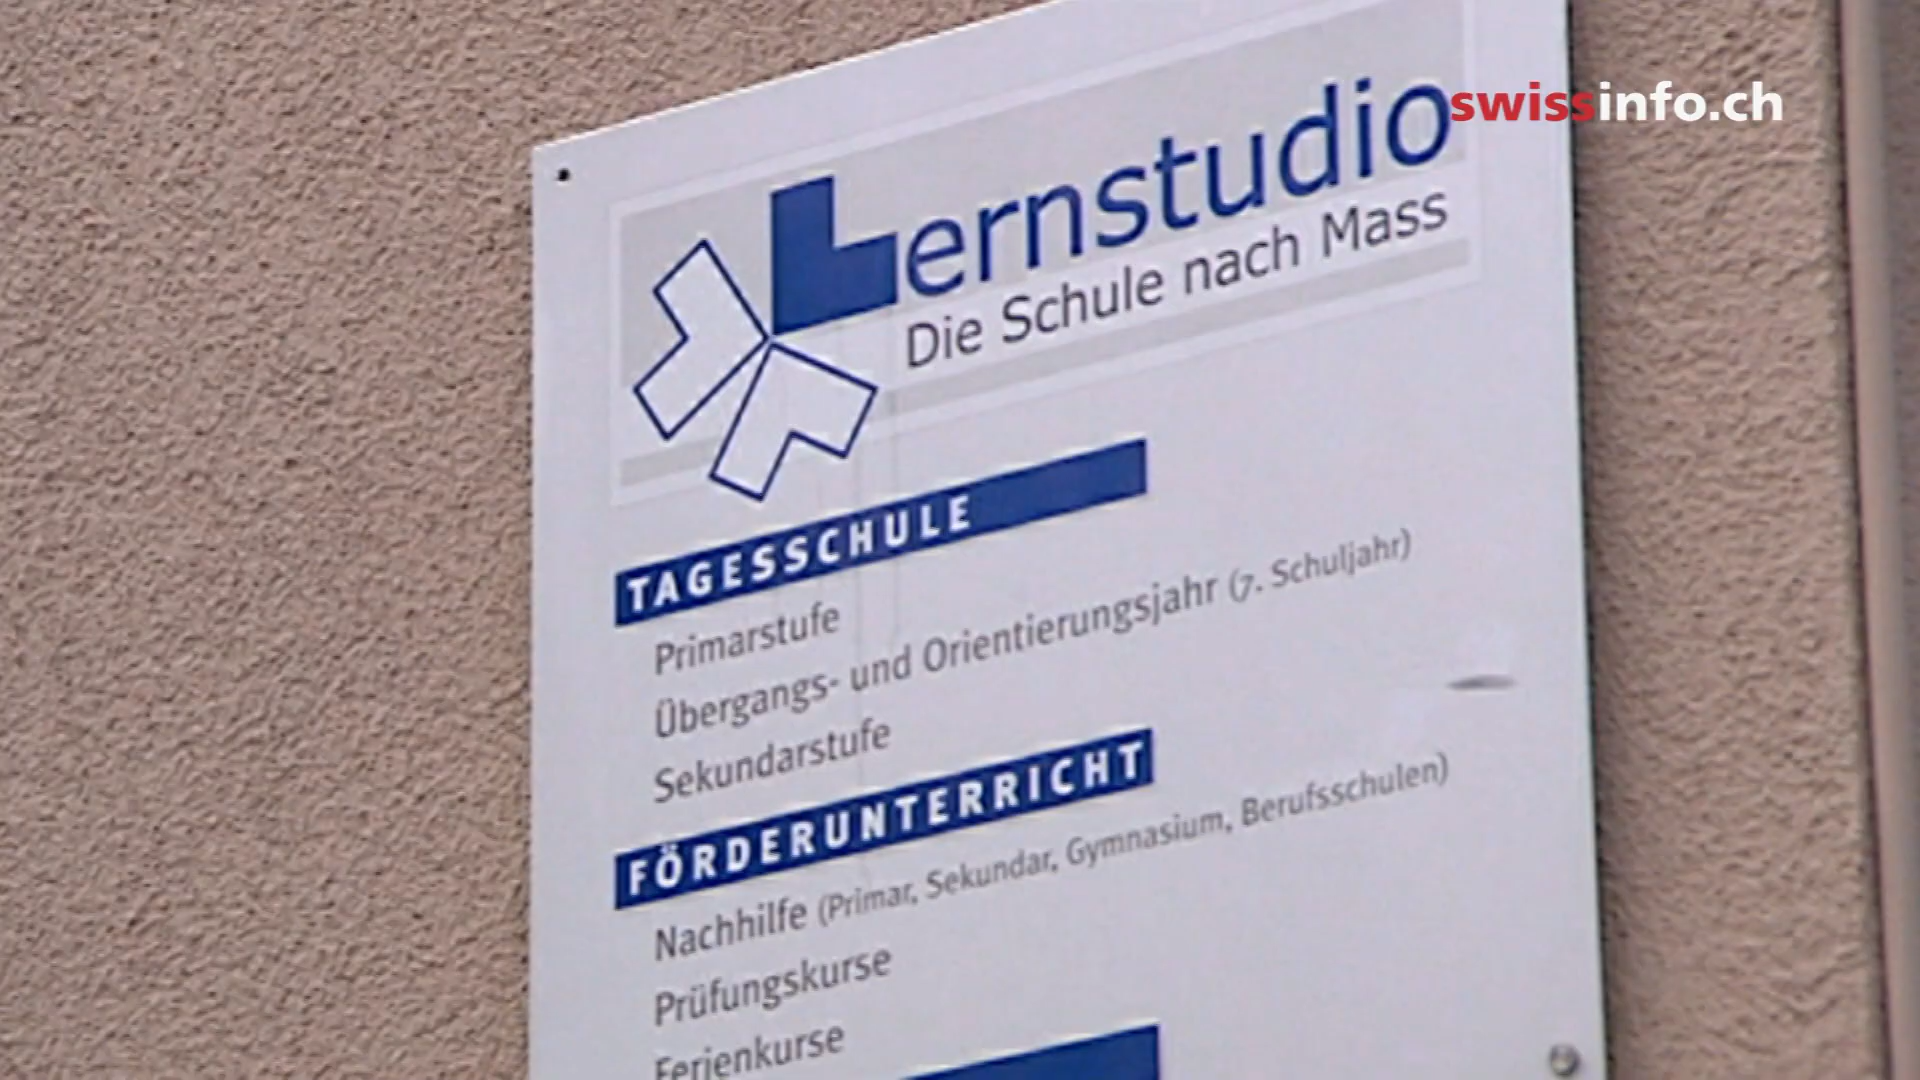 swissinfo.ch
Lernstudio
Die Schule nach Mass
TAGESSCHULE
Primarstufe
Übergangs- und Orientierungsjahr (7. Schuljahr)
Sekundarstufe
FÖRDERUNTERRICHT
Nachhilfe (Primar, Sekundar, Gymnasium, Berufsschulen)
Prüfungskurse
Ferienkurse